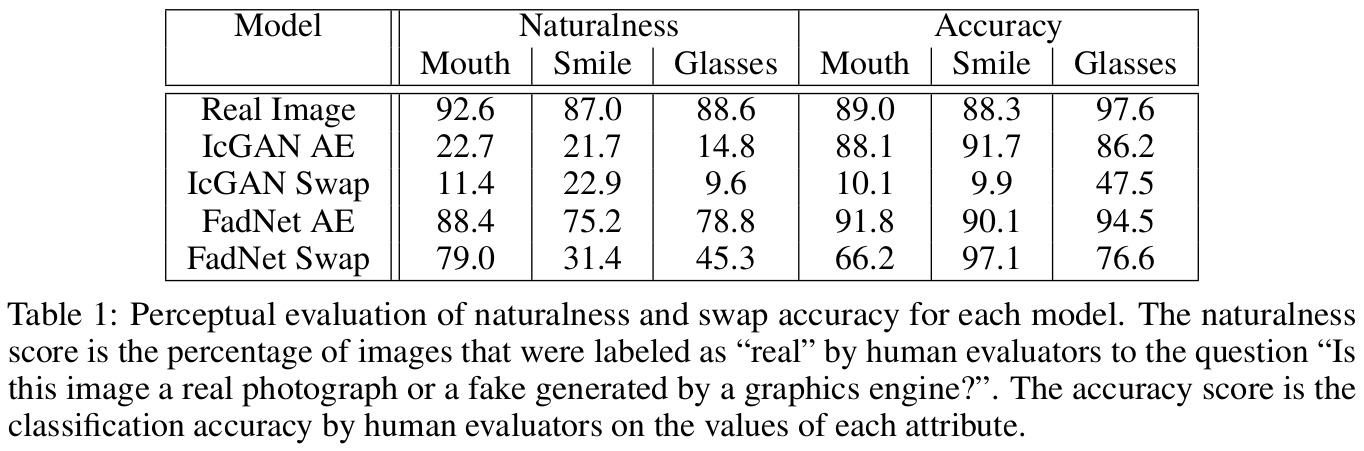 Model Naturalness Accuracy
Mouth Smile Glasses Mouth Smile Glasses
Real Image 92.6 87.0 88.6 89.0 88.3 97.6
IcGAN AE 22.7 21.7 14.8 88.1 91.7 86.2
IcGAN Swap 11.4 22.9 9.6 10.1 9.9 47.5
FadNet AE 88.4 75.2 78.8 91.8 90.1 94.5
FadNet Swap 79.0 31.4 45.3 66.2 97.1 76.6
Table 1: Perceptual evaluation of naturalness and swap accuracy for each model. The naturalness
score is the percentage of images that were labeled as “real” by human evaluators to the question “Is
this image a real photograph or a fake generated by a graphics engine?”. The accuracy score is the
classification accuracy by human evaluators on the values of each attribute.